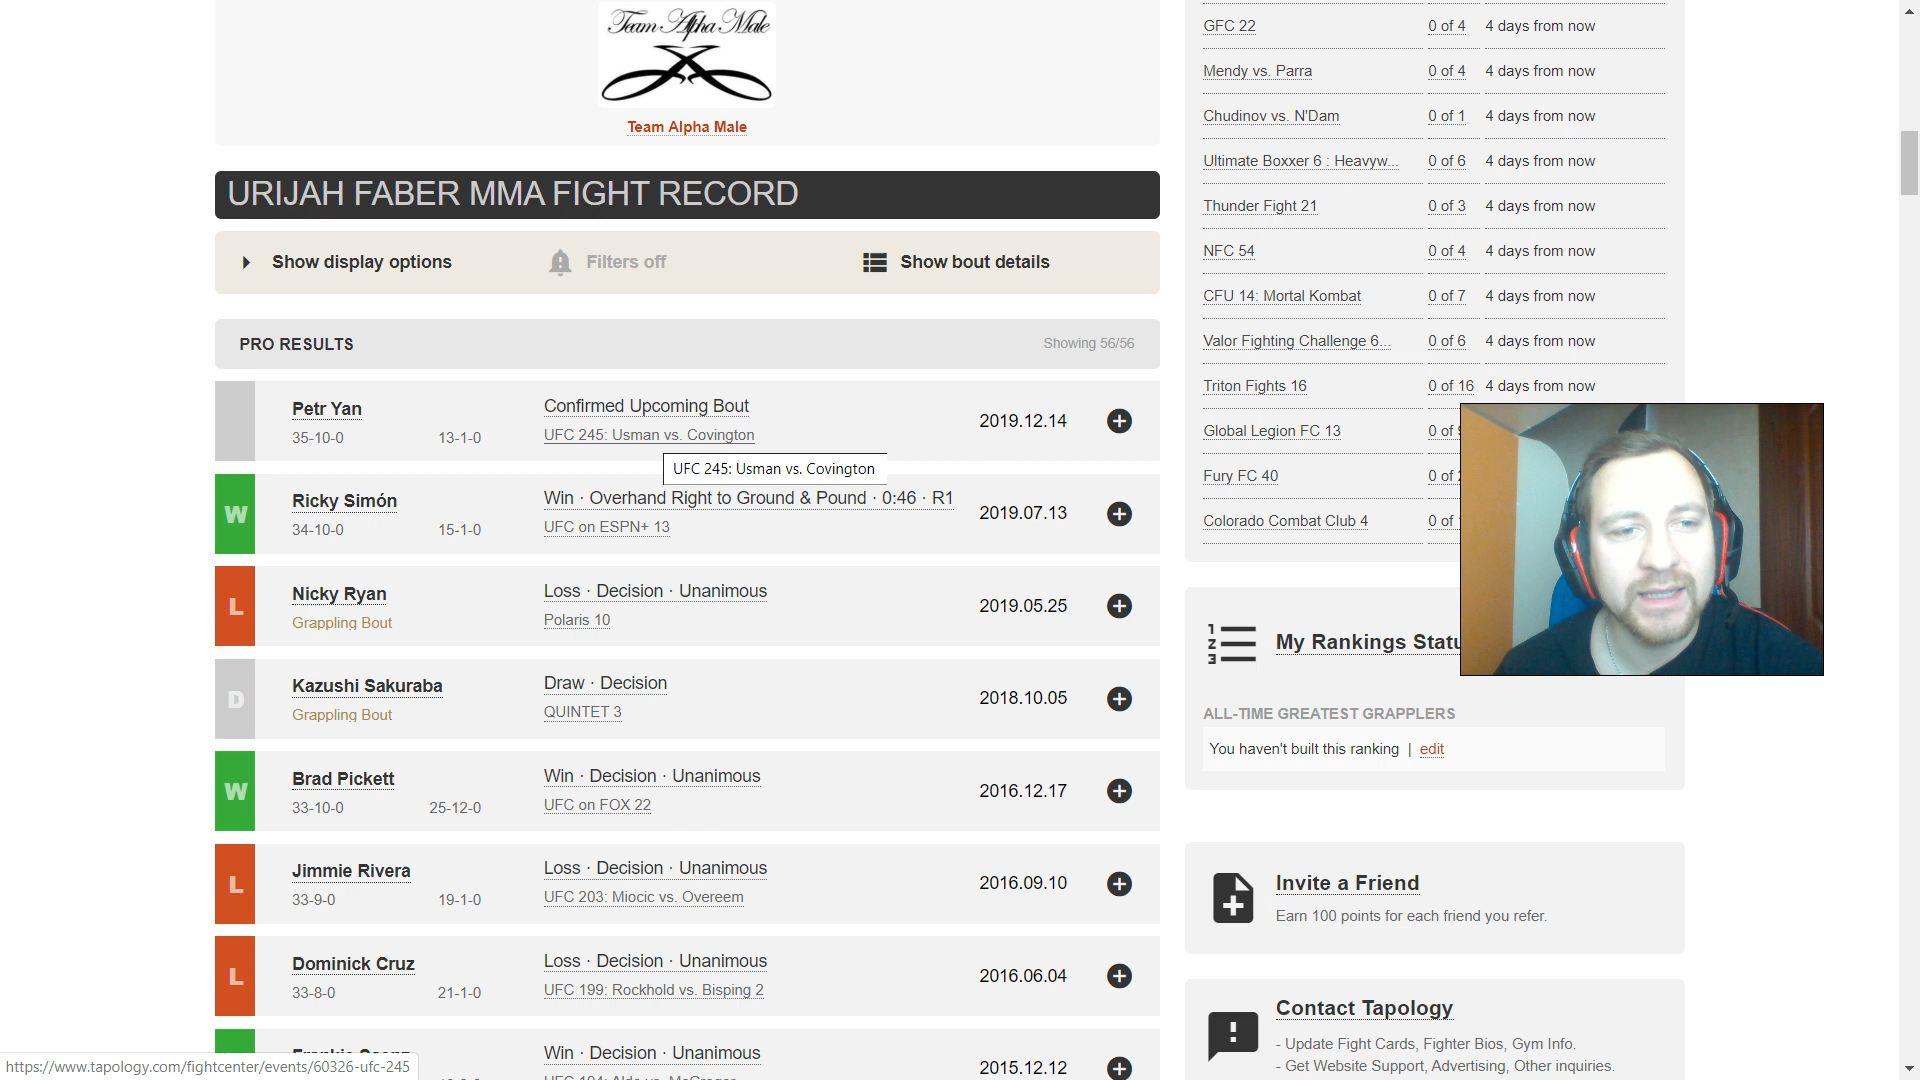 Team Alpha Male
Team Alpha Male
URIJAH FABER MMA FIGHT RECORD
Show display options
Filters off
Show bout details
PRO RESULTS
Showing 56/56
Petr Yan
35-10-0
13-1-0
Confirmed Upcoming Bout
UFC 245: Usman vs. Covington
2019.12.14
UFC 245: Usman vs. Covington
W
Ricky Simón
34-10-0
15-1-0
Win · Overhand Right to Ground & Pound · 0:46 · R1
UFC on ESPN+ 13
2019.07.13
L
Nicky Ryan
Grappling Bout
Loss · Decision · Unanimous
Polaris 10
2019.05.25
D
Kazushi Sakuraba
Grappling Bout
Draw · Decision
QUINTET 3
2018.10.05
W
Brad Pickett
33-10-0
25-12-0
Win · Decision · Unanimous
UFC on FOX 22
2016.12.17
L
Jimmie Rivera
33-9-0
19-1-0
Loss · Decision · Unanimous
UFC 203: Miocic vs. Overeem
2016.09.10
L
Dominick Cruz
33-8-0
21-1-0
Loss · Decision · Unanimous
UFC 199: Rockhold vs. Bisping 2
2016.06.04
Win · Decision · Unanimous
2015.12.12
https://www.tapology.com/fightcenter/events/60326-ufc-245
GFC 22 0 of 4 4 days from now
Mendy vs. Parra 0 of 4 4 days from now
Chudinov vs. N'Dam 0 of 1 4 days from now
Ultimate Boxxer 6 : Heavyw... 0 of 6 4 days from now
Thunder Fight 21 0 of 3 4 days from now
NFC 54 0 of 4 4 days from now
CFU 14: Mortal Kombat 0 of 7 4 days from now
Valor Fighting Challenge 6... 0 of 6 4 days from now
Triton Fights 16 0 of 16 4 days from now
Global Legion FC 13 0 of
Fury FC 40 0 of
Colorado Combat Club 4 0 of
My Rankings Statu
ALL-TIME GREATEST GRAPPLERS
You haven't built this ranking | edit
Invite a Friend
Earn 100 points for each friend you refer.
Contact Tapology
- Update Fight Cards, Fighter Bios, Gym Info.
- Get Website Support, Advertising, Other inquiries.